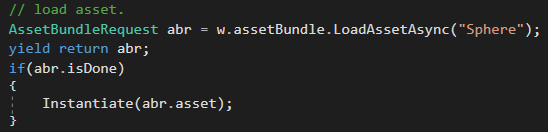 // load asset.
AssetBundleRequest abr = w.assetBundle.LoadAssetAsync("Sphere");
yield return abr;
if(abr.isDone)
{
    Instantiate(abr.asset);
}